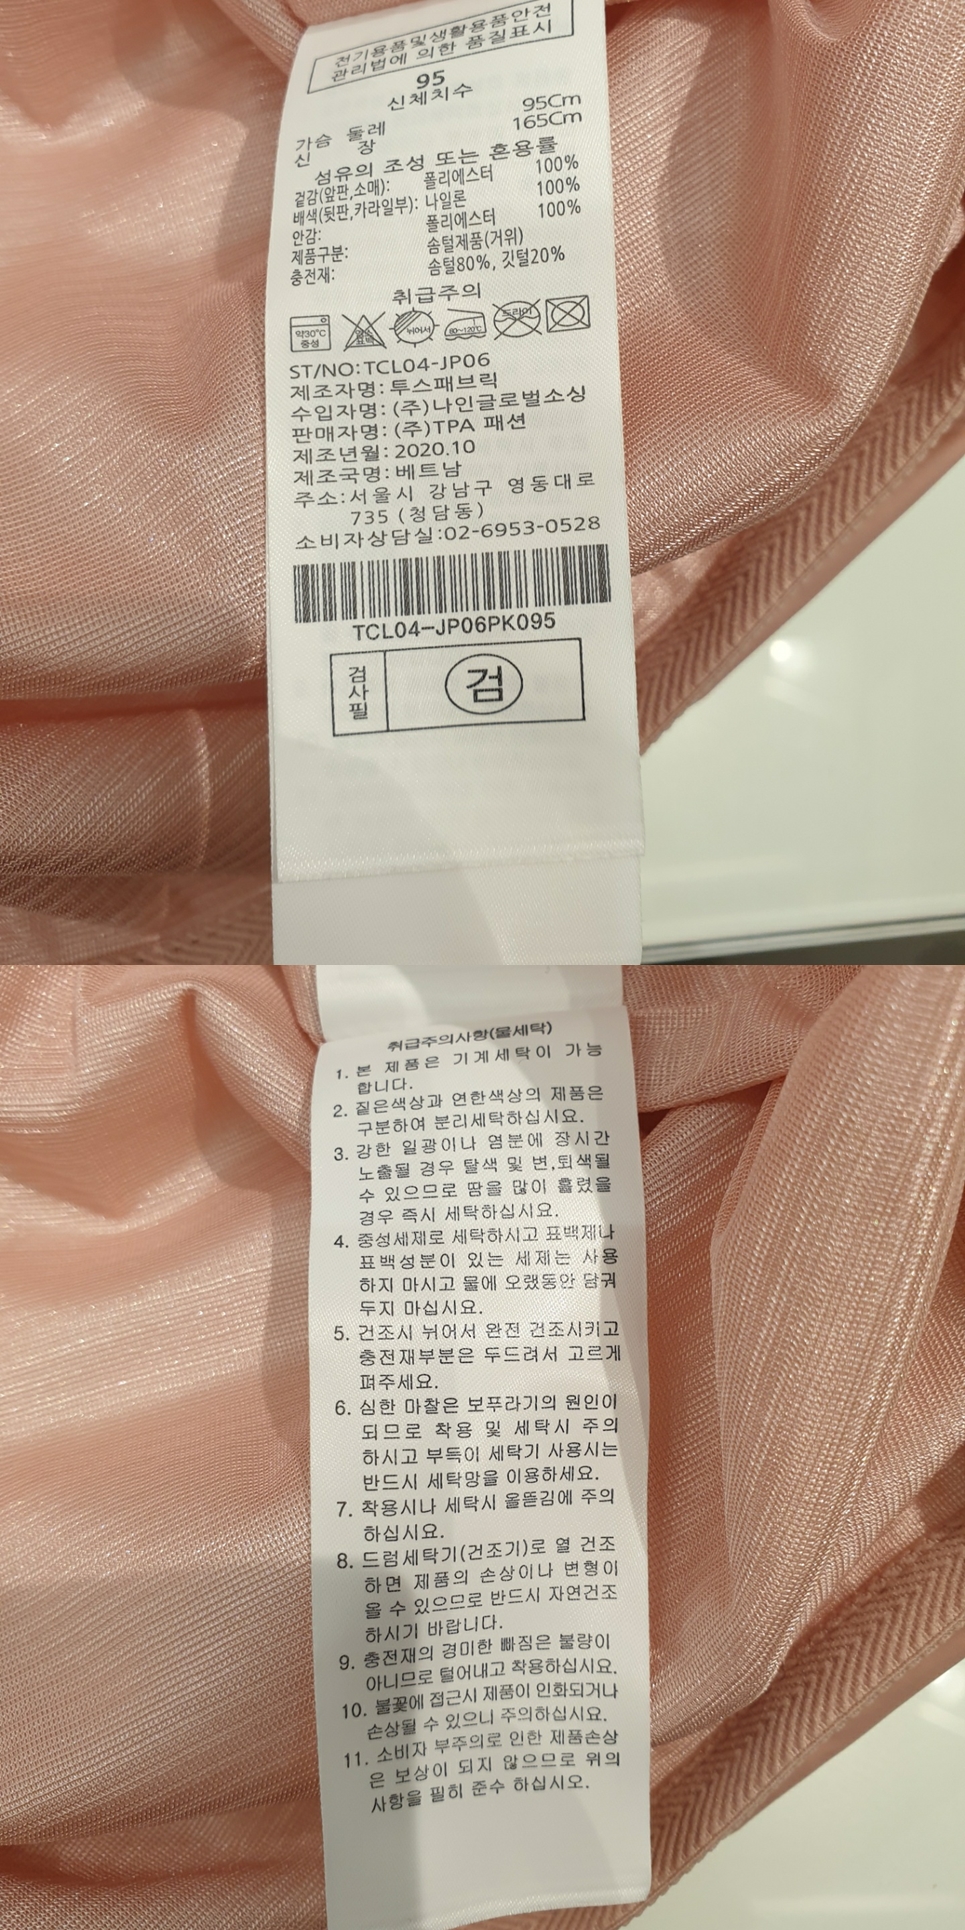 전기용품및생활용품안전
관리법에 의한 품질표시
95
신체치수
가슴 둘레 95Cm
신 장 165Cm
섬유의 조성 또는 혼용률
겉감(앞판,소매): 폴리에스터 100%
배색(뒷판,카라일부): 나일론 100%
안감: 폴리에스터 100%
제품구분: 솜털제품(거위)
충전재: 솜털80%, 깃털20%
취급주의
약30℃ 중성
염소 표백
뉘어서
80~120℃
드라이
ST/NO:TCL04-JP06
제조자명:투스패브릭
수입자명:(주)나인글로벌소싱
판매자명:(주)TPA 패션
제조년월:2020.10
제조국명:베트남
주소:서울시 강남구 영동대로
735 (청담동)
소비자상담실:02-6953-0528
TCL04-JP06PK095
검사필 검
취급주의사항(물세탁)
1. 본 제품은 기계세탁이 가능
합니다.
2. 짙은색상과 연한색상의 제품은
구분하여 분리세탁하십시요.
3. 강한 일광이나 염분에 장시간
노출될 경우 탈색 및 변,퇴색될
수 있으므로 땀을 많이 흘렸을
경우 즉시 세탁하십시요.
4. 중성세제로 세탁하시고 표백제나
표백성분이 있는 세제는 사용
하지 마시고 물에 오랬동안 담궈
두지 마십시요.
5. 건조시 뉘어서 완전 건조시키고
충전재부분은 두드려서 고르게
펴주세요.
6. 심한 마찰은 보푸라기의 원인이
되므로 착용 및 세탁시 주의
하시고 부득이 세탁기 사용시는
반드시 세탁망을 이용하세요.
7. 착용시나 세탁시 올뜯김에 주의
하십시요.
8. 드럼세탁기(건조기)로 열 건조
하면 제품의 손상이나 변형이
올 수 있으므로 반드시 자연건조
하시기 바랍니다.
9. 충전재의 경미한 빠짐은 불량이
아니므로 털어내고 착용하십시요.
10. 불꽃에 접근시 제품이 인화되거나
손상될 수 있으니 주의하십시요.
11. 소비자 부주의로 인한 제품손상
은 보상이 되지 않으므로 위의
사항을 필히 준수 하십시오.